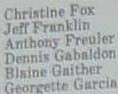 Christine Fox
Jeff Franklin
Anthony Freuler
Dennis Gabaldon
Blaine Gaither
Georgette Garcia